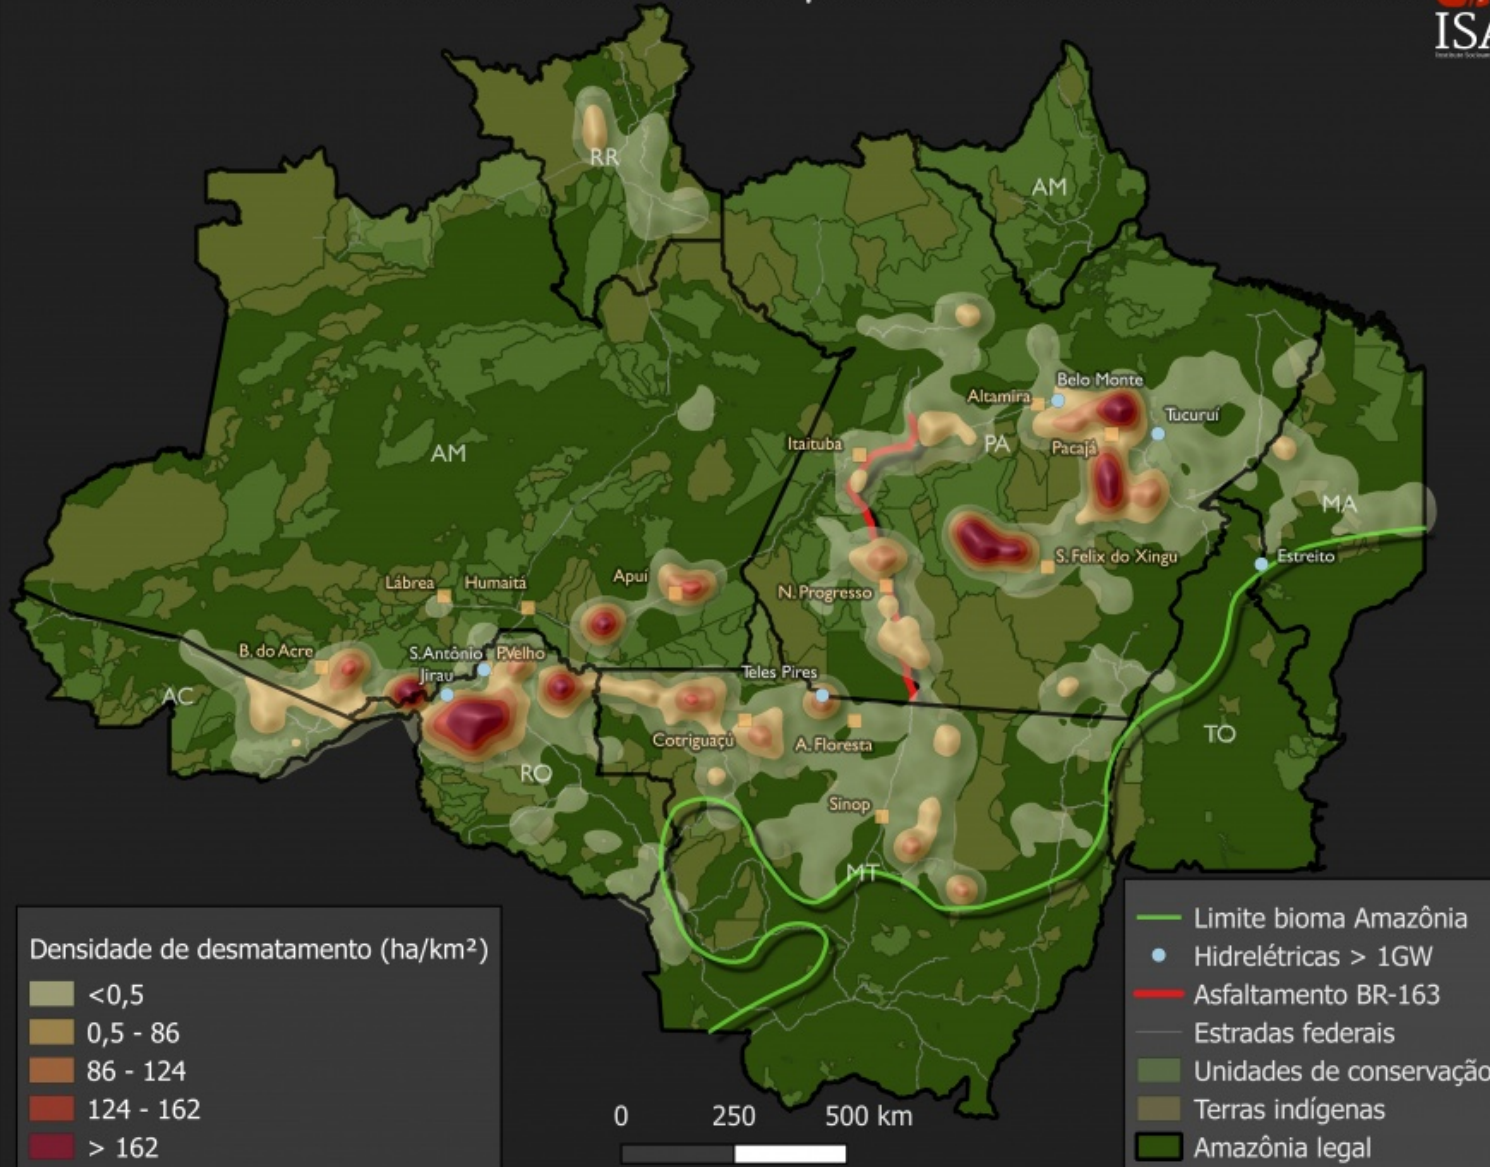 ISA
RR
AM
AM
Belo Monte
Altamira
Tucuruí
Itaituba
PA
Pacajá
MA
S. Felix do Xingu
Estreito
Lábrea
Humaitá
Apuí
N. Progresso
B. do Acre
S.Antônio
P.Velho
Jirau
Teles Pires
AC
Cotriguaçú
A. Floresta
TO
RO
Sinop
MT
Densidade de desmatamento (ha/km²)
<0,5
0,5 - 86
86 - 124
124 - 162
> 162
0 250 500 km
Limite bioma Amazônia
Hidrelétricas > 1GW
Asfaltamento BR-163
Estradas federais
Unidades de conservação
Terras indígenas
Amazônia legal